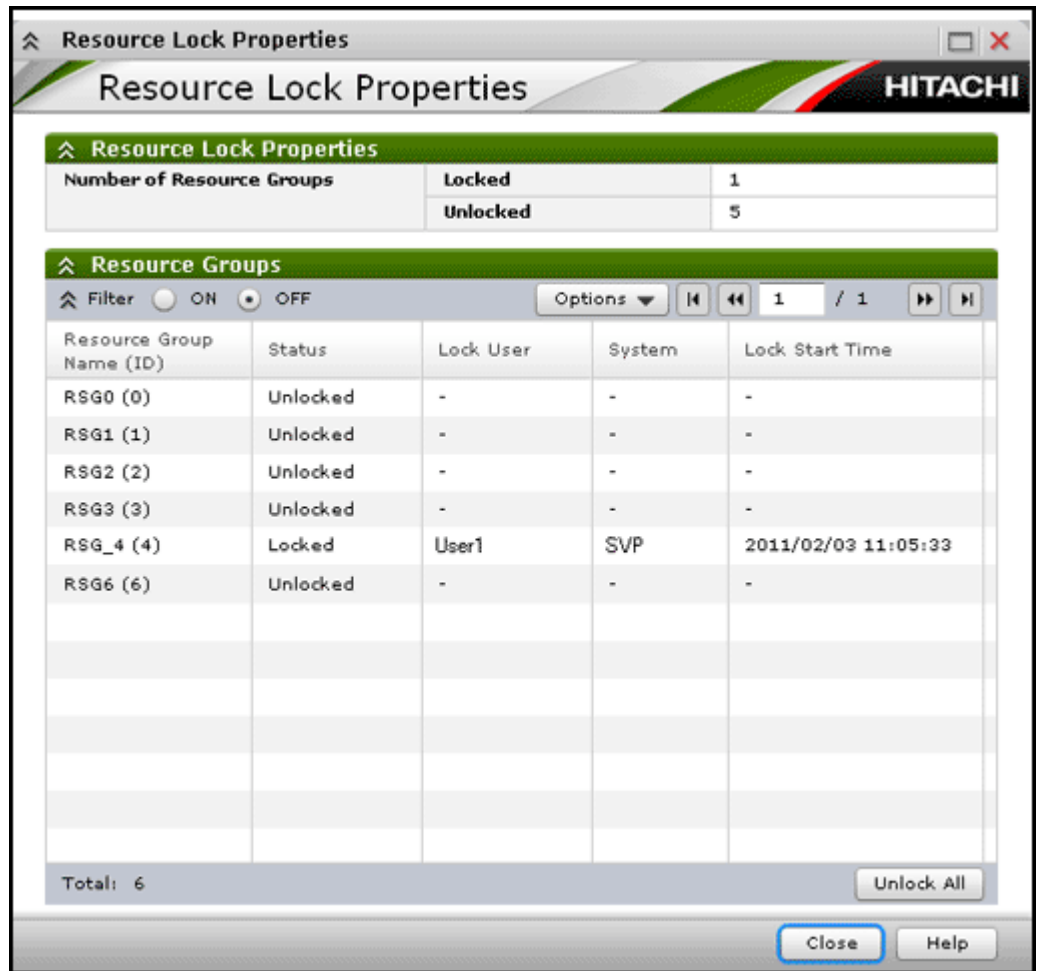 Resource Lock Properties
Resource Lock Properties
HITACHI
Resource Lock Properties
Number of Resource Groups Locked 1
Unlocked 5
Resource Groups
Filter ON OFF Options 1 / 1
Resource Group Name (ID) Status Lock User System Lock Start Time
RSG0 (0) Unlocked - - -
RSG1 (1) Unlocked - - -
RSG2 (2) Unlocked - - -
RSG3 (3) Unlocked - - -
RSG_4 (4) Locked User1 SVP 2011/02/03 11:05:33
RSG6 (6) Unlocked - - -
Total: 6 Unlock All
Close Help